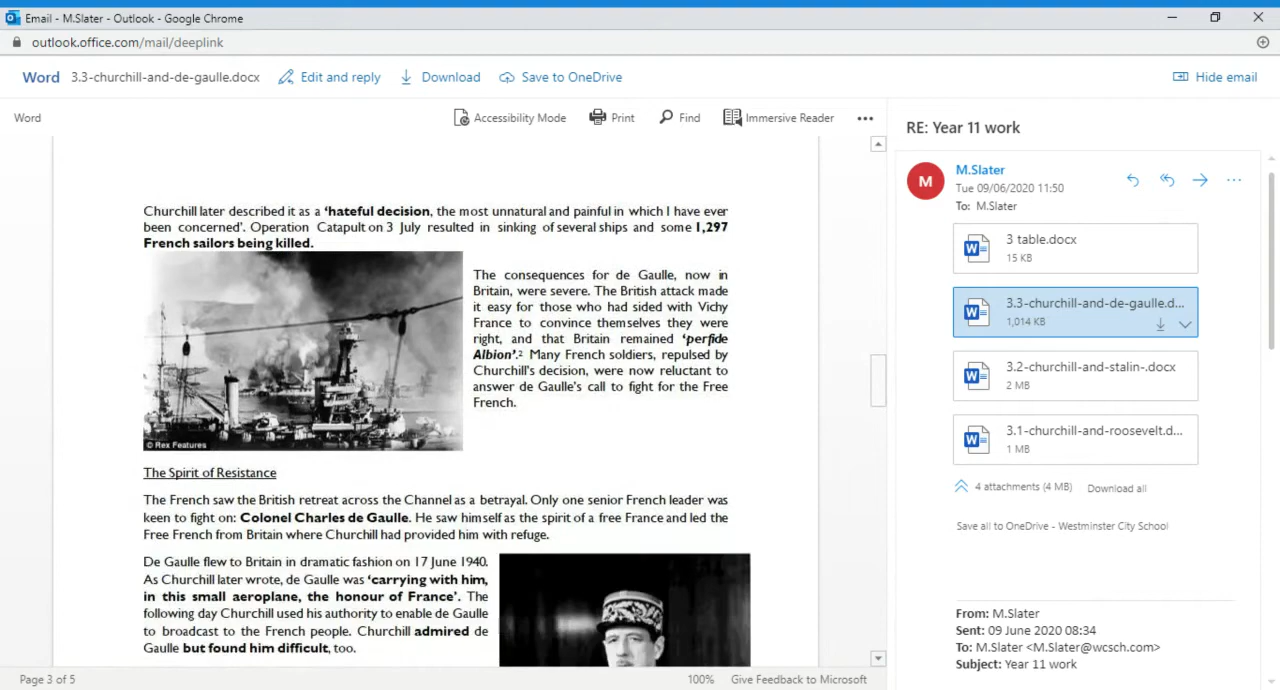 Email - M.Slater - Outlook - Google Chrome
outlook.office.com/mail/deeplink
Word 3.3-churchill-and-de-gaulle.docx Edit and reply Download Save to OneDrive Hide email
Word Accessibility Mode Print Find Immersive Reader
Churchill later described it as a ‘hateful decision, the most unnatural and painful in which I have ever
been concerned’. Operation Catapult on 3 July resulted in sinking of several ships and some 1,297
French sailors being killed.
The consequences for de Gaulle, now in
Britain, were severe. The British attack made
it easy for those who had sided with Vichy
France to convince themselves they were
right, and that Britain remained ‘perfide
Albion’.² Many French soldiers, repulsed by
Churchill's decision, were now reluctant to
answer de Gaulle's call to fight for the Free
French.
© Rex Features
The Spirit of Resistance
The French saw the British retreat across the Channel as a betrayal. Only one senior French leader was
keen to fight on: Colonel Charles de Gaulle. He saw himself as the spirit of a free France and led the
Free French from Britain where Churchill had provided him with refuge.
De Gaulle flew to Britain in dramatic fashion on 17 June 1940.
As Churchill later wrote, de Gaulle was ‘carrying with him,
in this small aeroplane, the honour of France’. The
following day Churchill used his authority to enable de Gaulle
to broadcast to the French people. Churchill admired de
Gaulle but found him difficult, too.
Page 3 of 5 100% Give Feedback to Microsoft
RE: Year 11 work
M
M.Slater
Tue 09/06/2020 11:50
To: M.Slater
3 table.docx
15 KB
3.3-churchill-and-de-gaulle.d...
1,014 KB
3.2-churchill-and-stalin-.docx
2 MB
3.1-churchill-and-roosevelt.d...
1 MB
4 attachments (4 MB) Download all
Save all to OneDrive - Westminster City School
From: M.Slater
Sent: 09 June 2020 08:34
To: M.Slater <M.Slater@wcsch.com>
Subject: Year 11 work